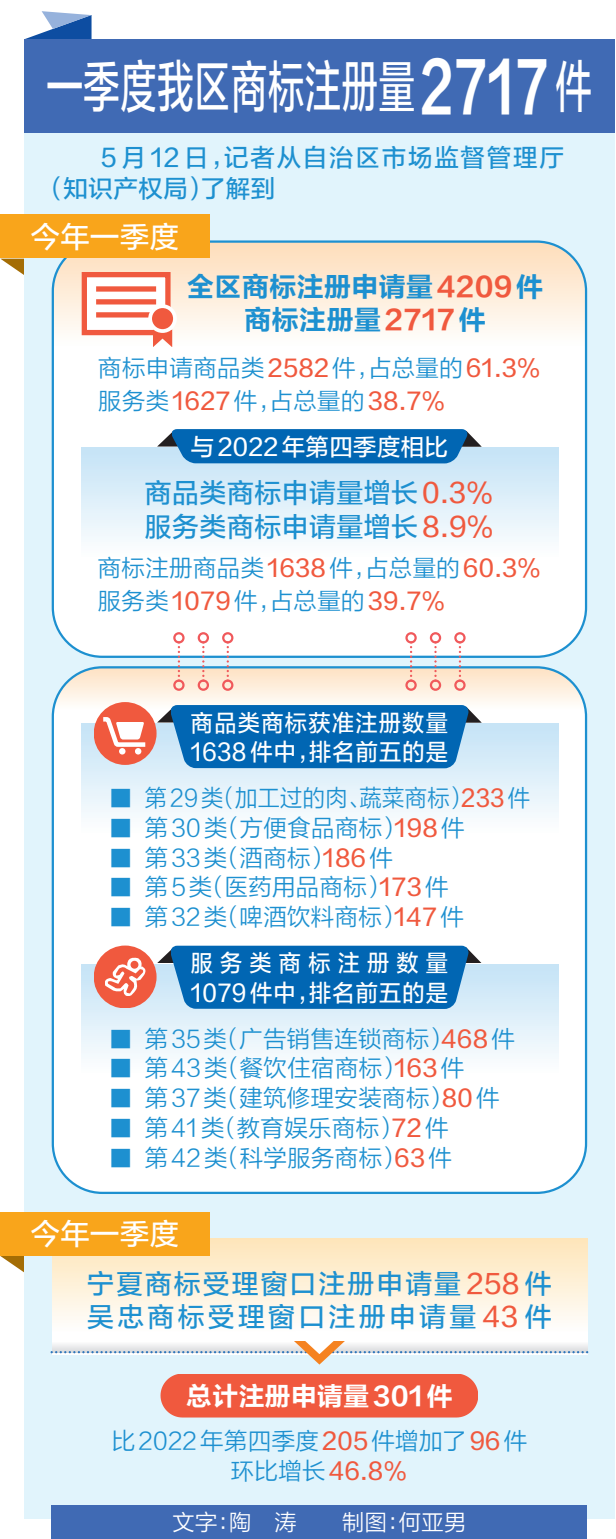 一季度我区商标注册量2717件
5月12日,记者从自治区市场监督管理厅
(知识产权局)了解到
今年一季度
全区商标注册申请量4209件
商标注册量2717件
商标申请商品类2582件,占总量的61.3%
服务类1627件,占总量的38.7%
与2022年第四季度相比
商品类商标申请量增长0.3%
服务类商标申请量增长8.9%
商标注册商品类1638件,占总量的60.3%
服务类1079件,占总量的39.7%
商品类商标获准注册数量
1638件中,排名前五的是
■ 第29类(加工过的肉、蔬菜商标)233件
■ 第30类(方便食品商标)198件
■ 第33类(酒商标)186件
■ 第5类(医药用品商标)173件
■ 第32类(啤酒饮料商标)147件
服务类商标注册数量
1079件中,排名前五的是
■ 第35类(广告销售连锁商标)468件
■ 第43类(餐饮住宿商标)163件
■ 第37类(建筑修理安装商标)80件
■ 第41类(教育娱乐商标)72件
■ 第42类(科学服务商标)63件
今年一季度
宁夏商标受理窗口注册申请量258件
吴忠商标受理窗口注册申请量43件
总计注册申请量301件
比2022年第四季度205件增加了96件
环比增长46.8%
文字:陶 涛 制图:何亚男